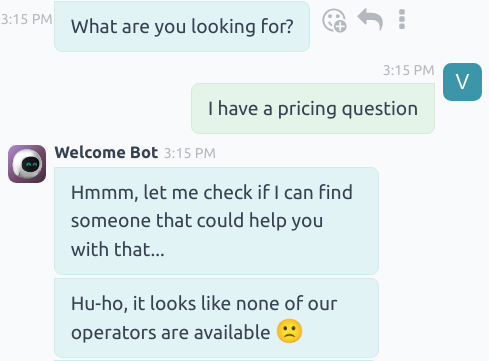 3:15 PM What are you looking for?
3:15 PM
V
I have a pricing question
Welcome Bot 3:15 PM
Hmmm, let me check if I can find
someone that could help you
with that...
Hu-ho, it looks like none of our
operators are available 🙁